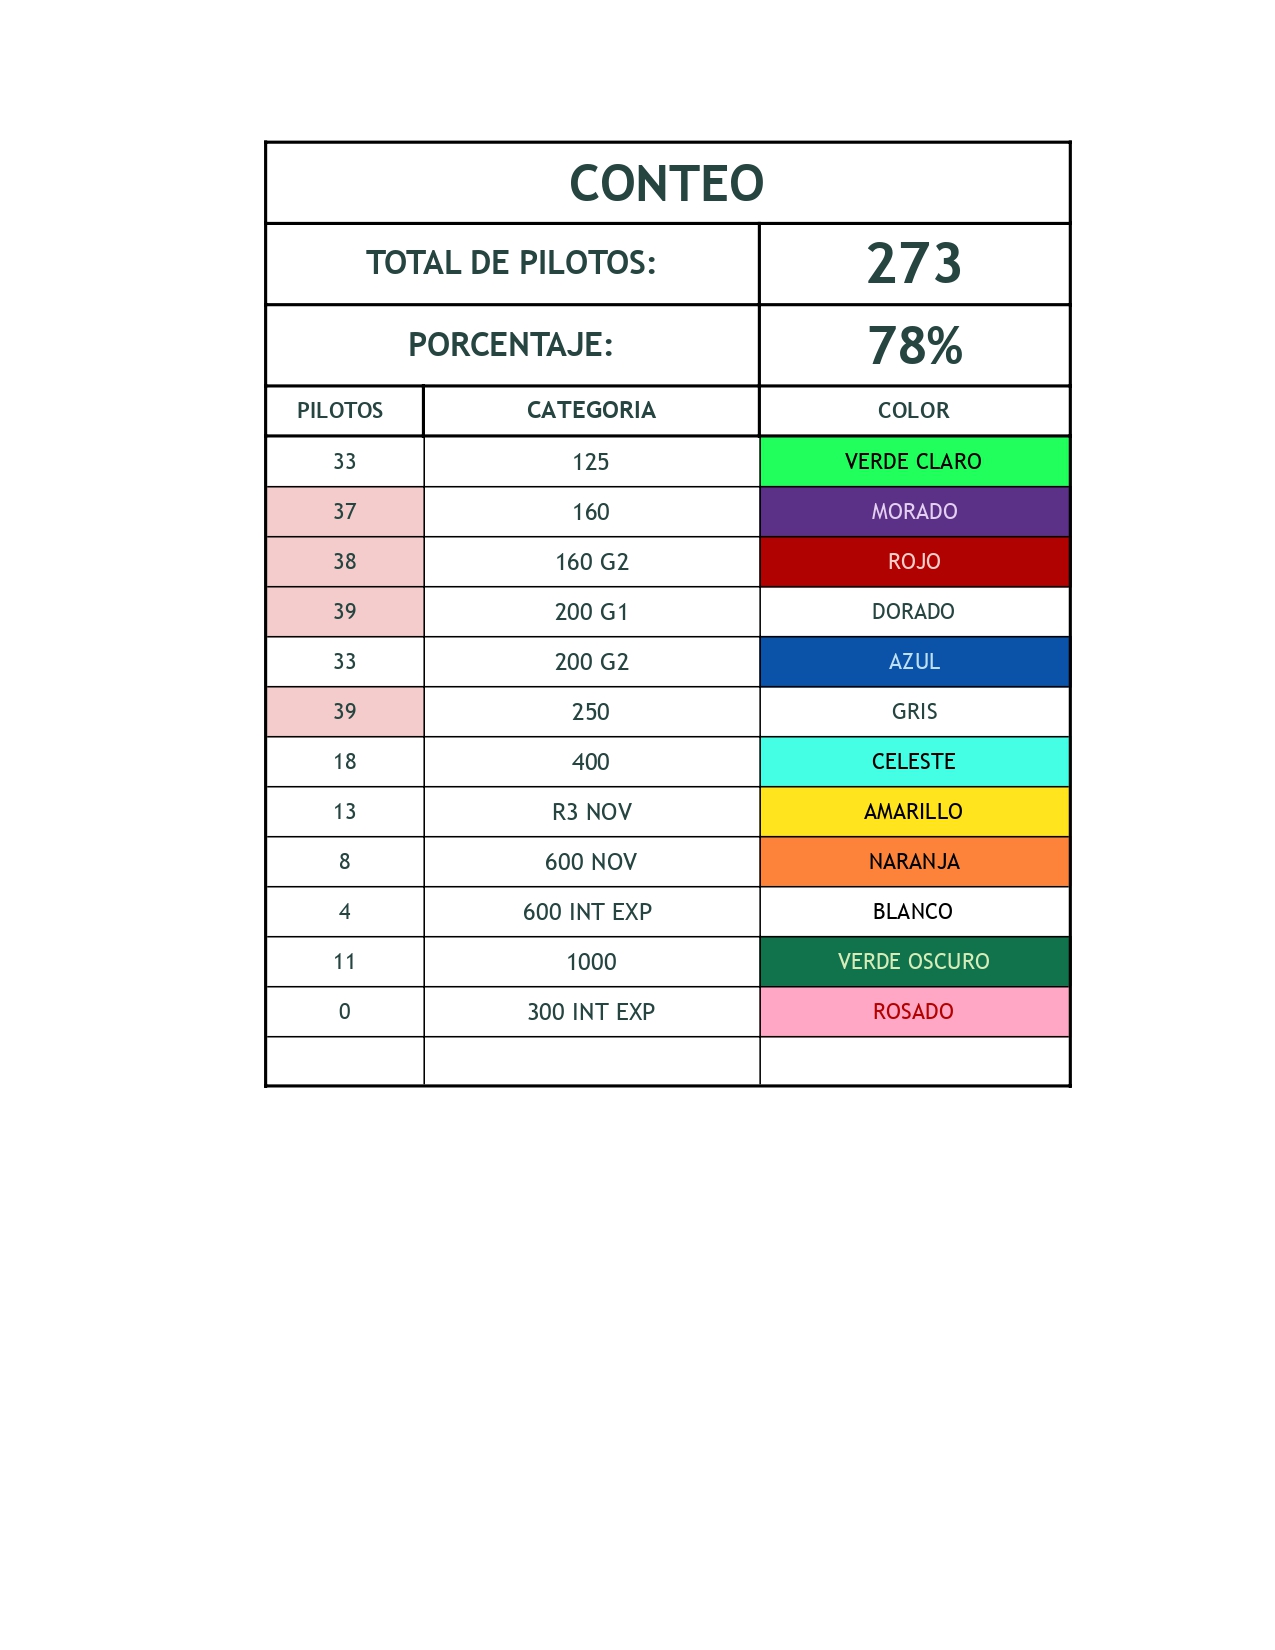 CONTEO
TOTAL DE PILOTOS: 273
PORCENTAJE: 78%
PILOTOS CATEGORIA COLOR
33 125 VERDE CLARO
37 160 MORADO
38 160 G2 ROJO
39 200 G1 DORADO
33 200 G2 AZUL
39 250 GRIS
18 400 CELESTE
13 R3 NOV AMARILLO
8 600 NOV NARANJA
4 600 INT EXP BLANCO
11 1000 VERDE OSCURO
0 300 INT EXP ROSADO